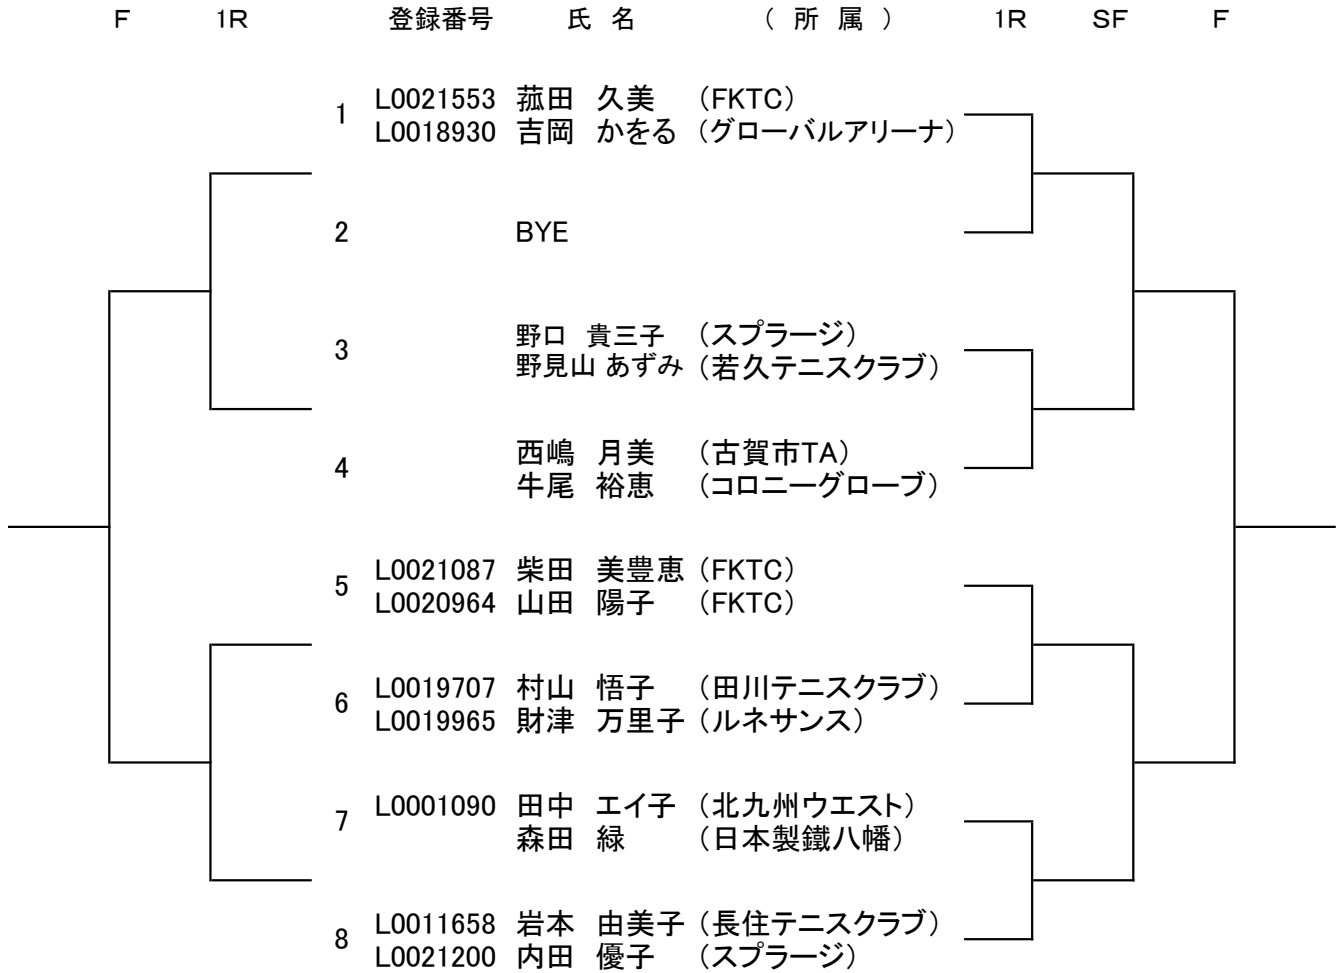 F 1R 登録番号 氏 名 ( 所 属 ) 1R SF F
1 L0021553 菰田 久美 (FKTC)
L0018930 吉岡 かをる (グローバルアリーナ)
2 BYE
3 野口 貴三子 (スプラージ)
野見山 あずみ (若久テニスクラブ)
4 西嶋 月美 (古賀市TA)
牛尾 裕恵 (コロニーグローブ)
5 L0021087 柴田 美豊恵 (FKTC)
L0020964 山田 陽子 (FKTC)
6 L0019707 村山 悟子 (田川テニスクラブ)
L0019965 財津 万里子 (ルネサンス)
7 L0001090 田中 エイ子 (北九州ウエスト)
森田 緑 (日本製鐵八幡)
8 L0011658 岩本 由美子 (長住テニスクラブ)
L0021200 内田 優子 (スプラージ)